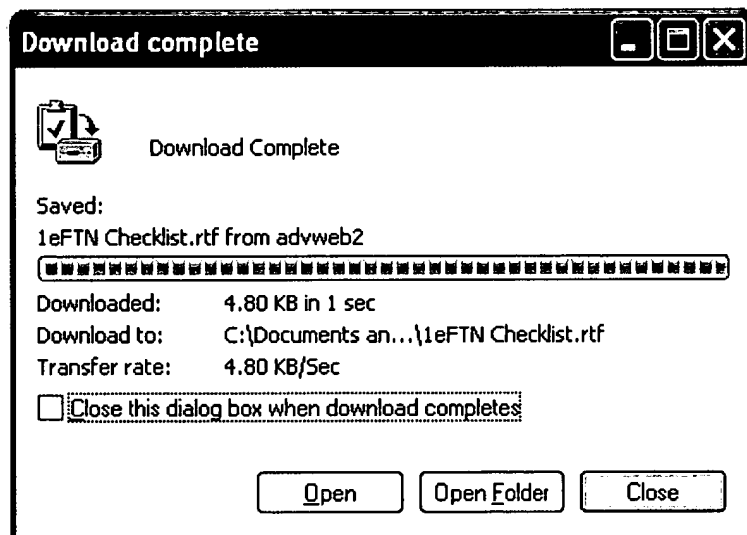 Download complete
Download Complete
Saved:
1eFTN Checklist.rtf from advweb2
Downloaded: 4.80 KB in 1 sec
Download to: C:\Documents an...\1eFTN Checklist.rtf
Transfer rate: 4.80 KB/Sec
Close this dialog box when download completes
Open Open Folder Close